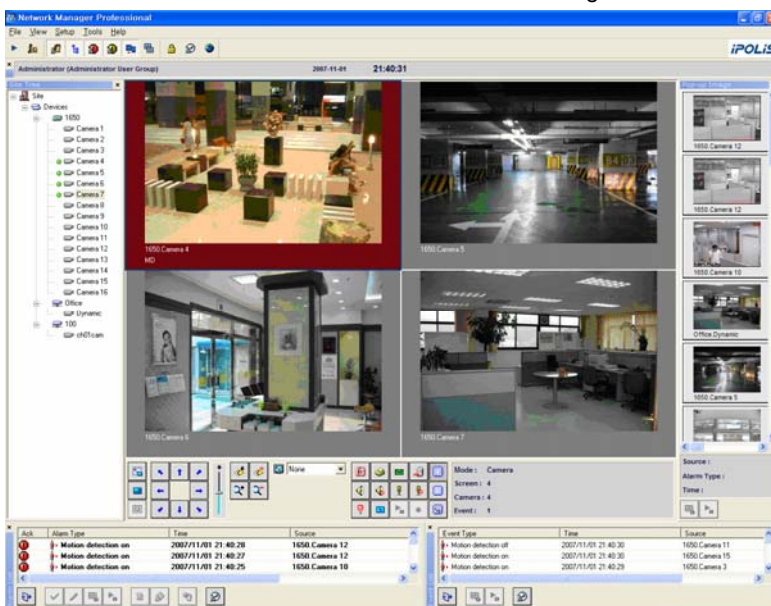 Network Manager Professional
File View Setup Tools Help
iPOLiS
Administrator (Administrator User Group) 2007-11-01 21:40:31
Site Tree
Site
Devices
1650
Camera 1
Camera 2
Camera 3
Camera 4
Camera 5
Camera 6
Camera 7
Camera 8
Camera 9
Camera 10
Camera 11
Camera 12
Camera 13
Camera 14
Camera 15
Camera 16
Office
Dynamic
100
ch01cam
1650.Camera 4
MD
1650.Camera 5
1650.Camera 6
1650.Camera 7
Pop-up Image
1650.Camera 12
1650.Camera 12
1650.Camera 10
Office.Dynamic
1650.Camera 5
Source :
Alarm Type :
Time :
None
Mode : Camera
Screen : 4
Camera : 4
Event : 1
Ack Alarm Type Time Source
Motion detection on 2007/11/01 21:40:28 1650.Camera 12
Motion detection on 2007/11/01 21:40:27 1650.Camera 12
Motion detection on 2007/11/01 21:40:25 1650.Camera 10
Event Type Time Source
Motion detection off 2007/11/01 21:40:30 1650.Camera 11
Motion detection on 2007/11/01 21:40:30 1650.Camera 15
Motion detection on 2007/11/01 21:40:29 1650.Camera 3